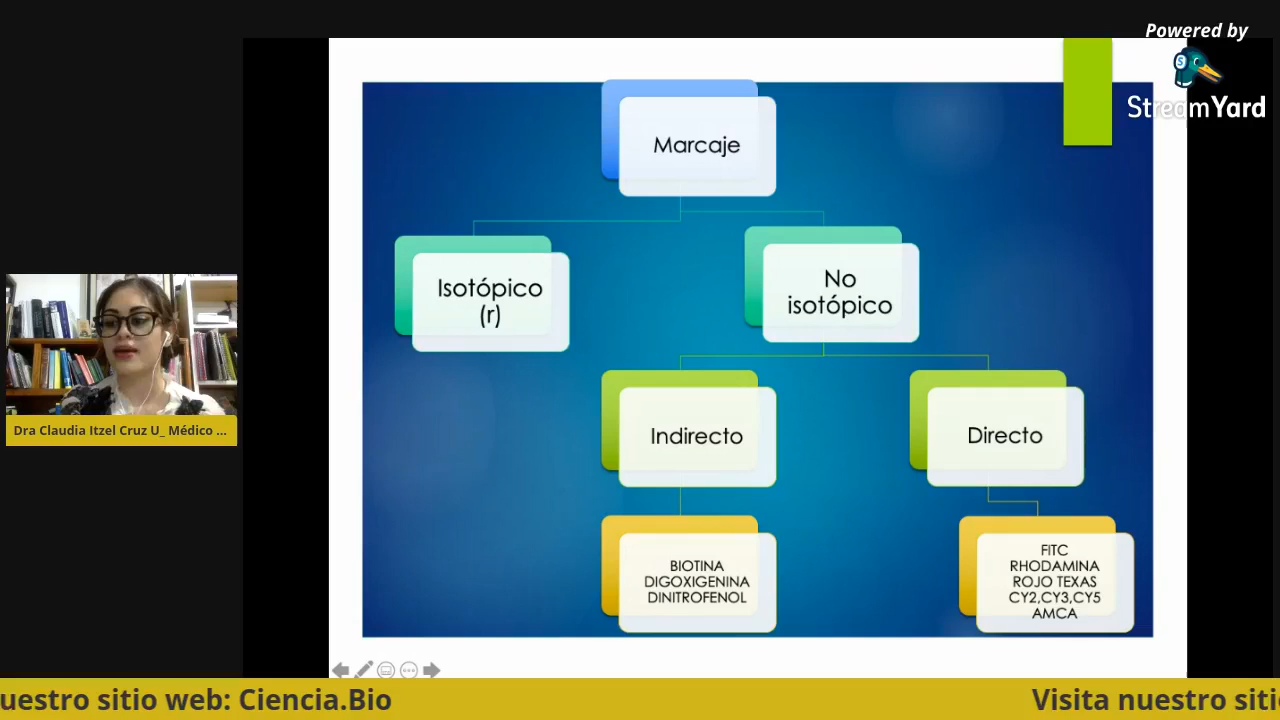 Powered by
StreamYard
Marcaje
Isotópico
(r)
No
isotópico
Indirecto
Directo
BIOTINA
DIGOXIGENINA
DINITROFENOL
FITC
RHODAMINA
ROJO TEXAS
CY2,CY3,CY5
AMCA
Dra Claudia Itzel Cruz U_ Médico ...
uestro sitio web: Ciencia.Bio
Visita nuestro siti